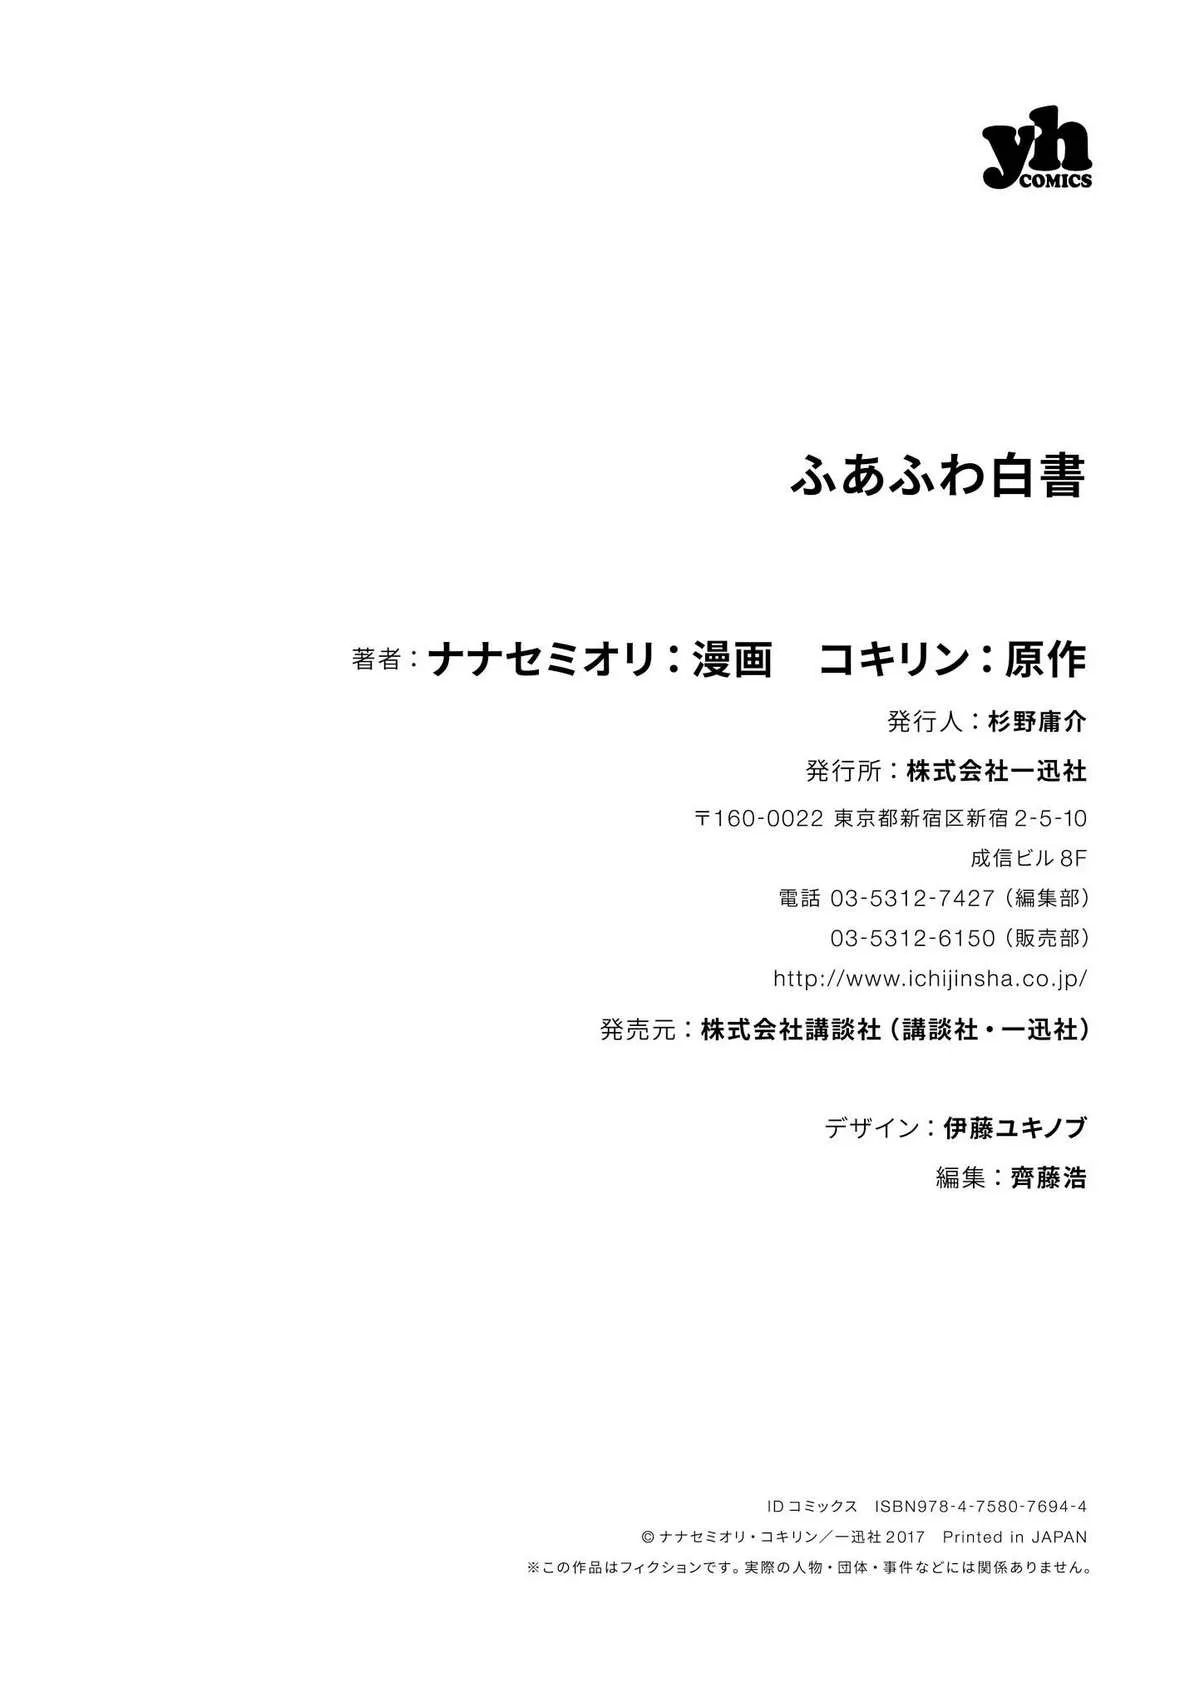 yh
COMICS
ふあふわ白書
著者：ナナセミオリ：漫画　コキリン：原作
発行人：杉野庸介
発行所：株式会社一迅社
〒160-0022 東京都新宿区新宿2-5-10
成信ビル8F
電話 03-5312-7427（編集部）
03-5312-6150（販売部）
http://www.ichijinsha.co.jp/
発売元：株式会社講談社（講談社・一迅社）
デザイン：伊藤ユキノブ
編集：齊藤浩
IDコミックス　ISBN978-4-7580-7694-4
©ナナセミオリ・コキリン／一迅社2017　Printed in JAPAN
※この作品はフィクションです。実際の人物・団体・事件などには関係ありません。